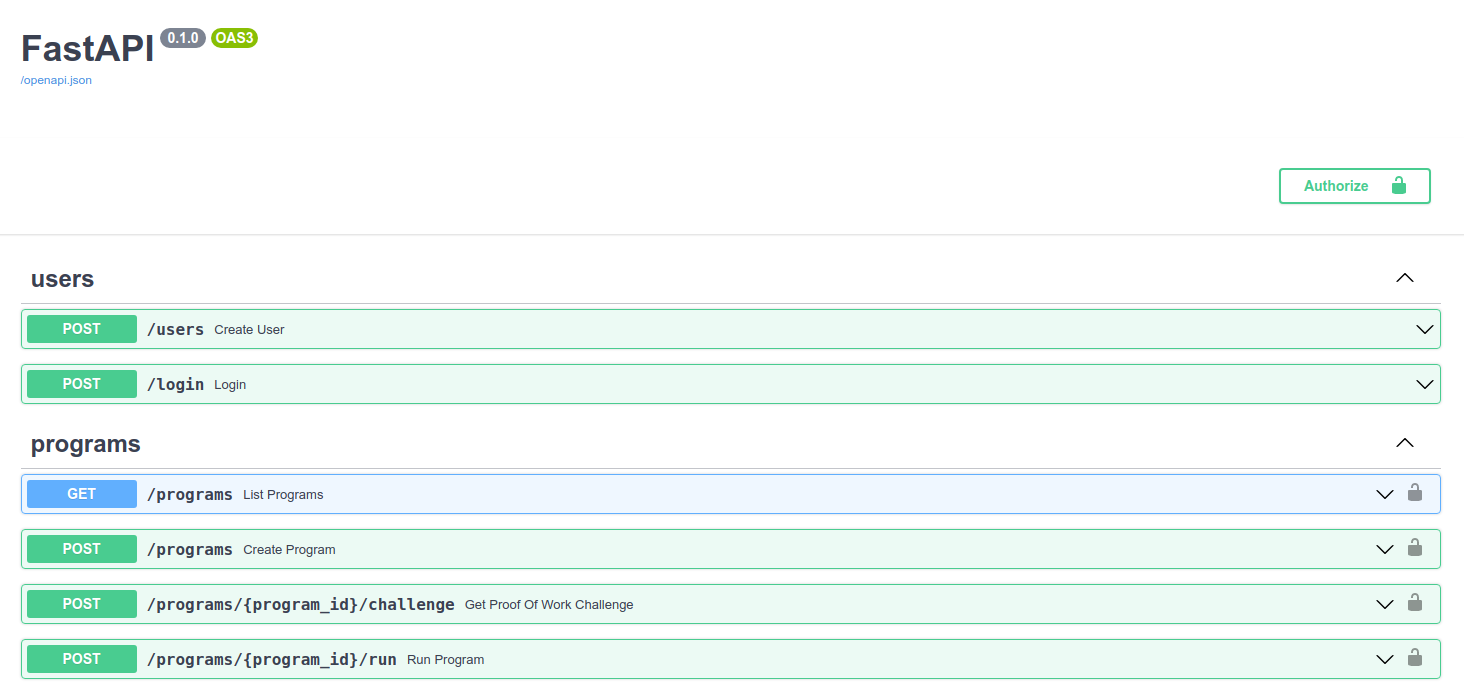 FastAPI 0.1.0 OAS3
/openapi.json
Authorize
users
POST /users Create User
POST /login Login
programs
GET /programs List Programs
POST /programs Create Program
POST /programs/{program_id}/challenge Get Proof Of Work Challenge
POST /programs/{program_id}/run Run Program